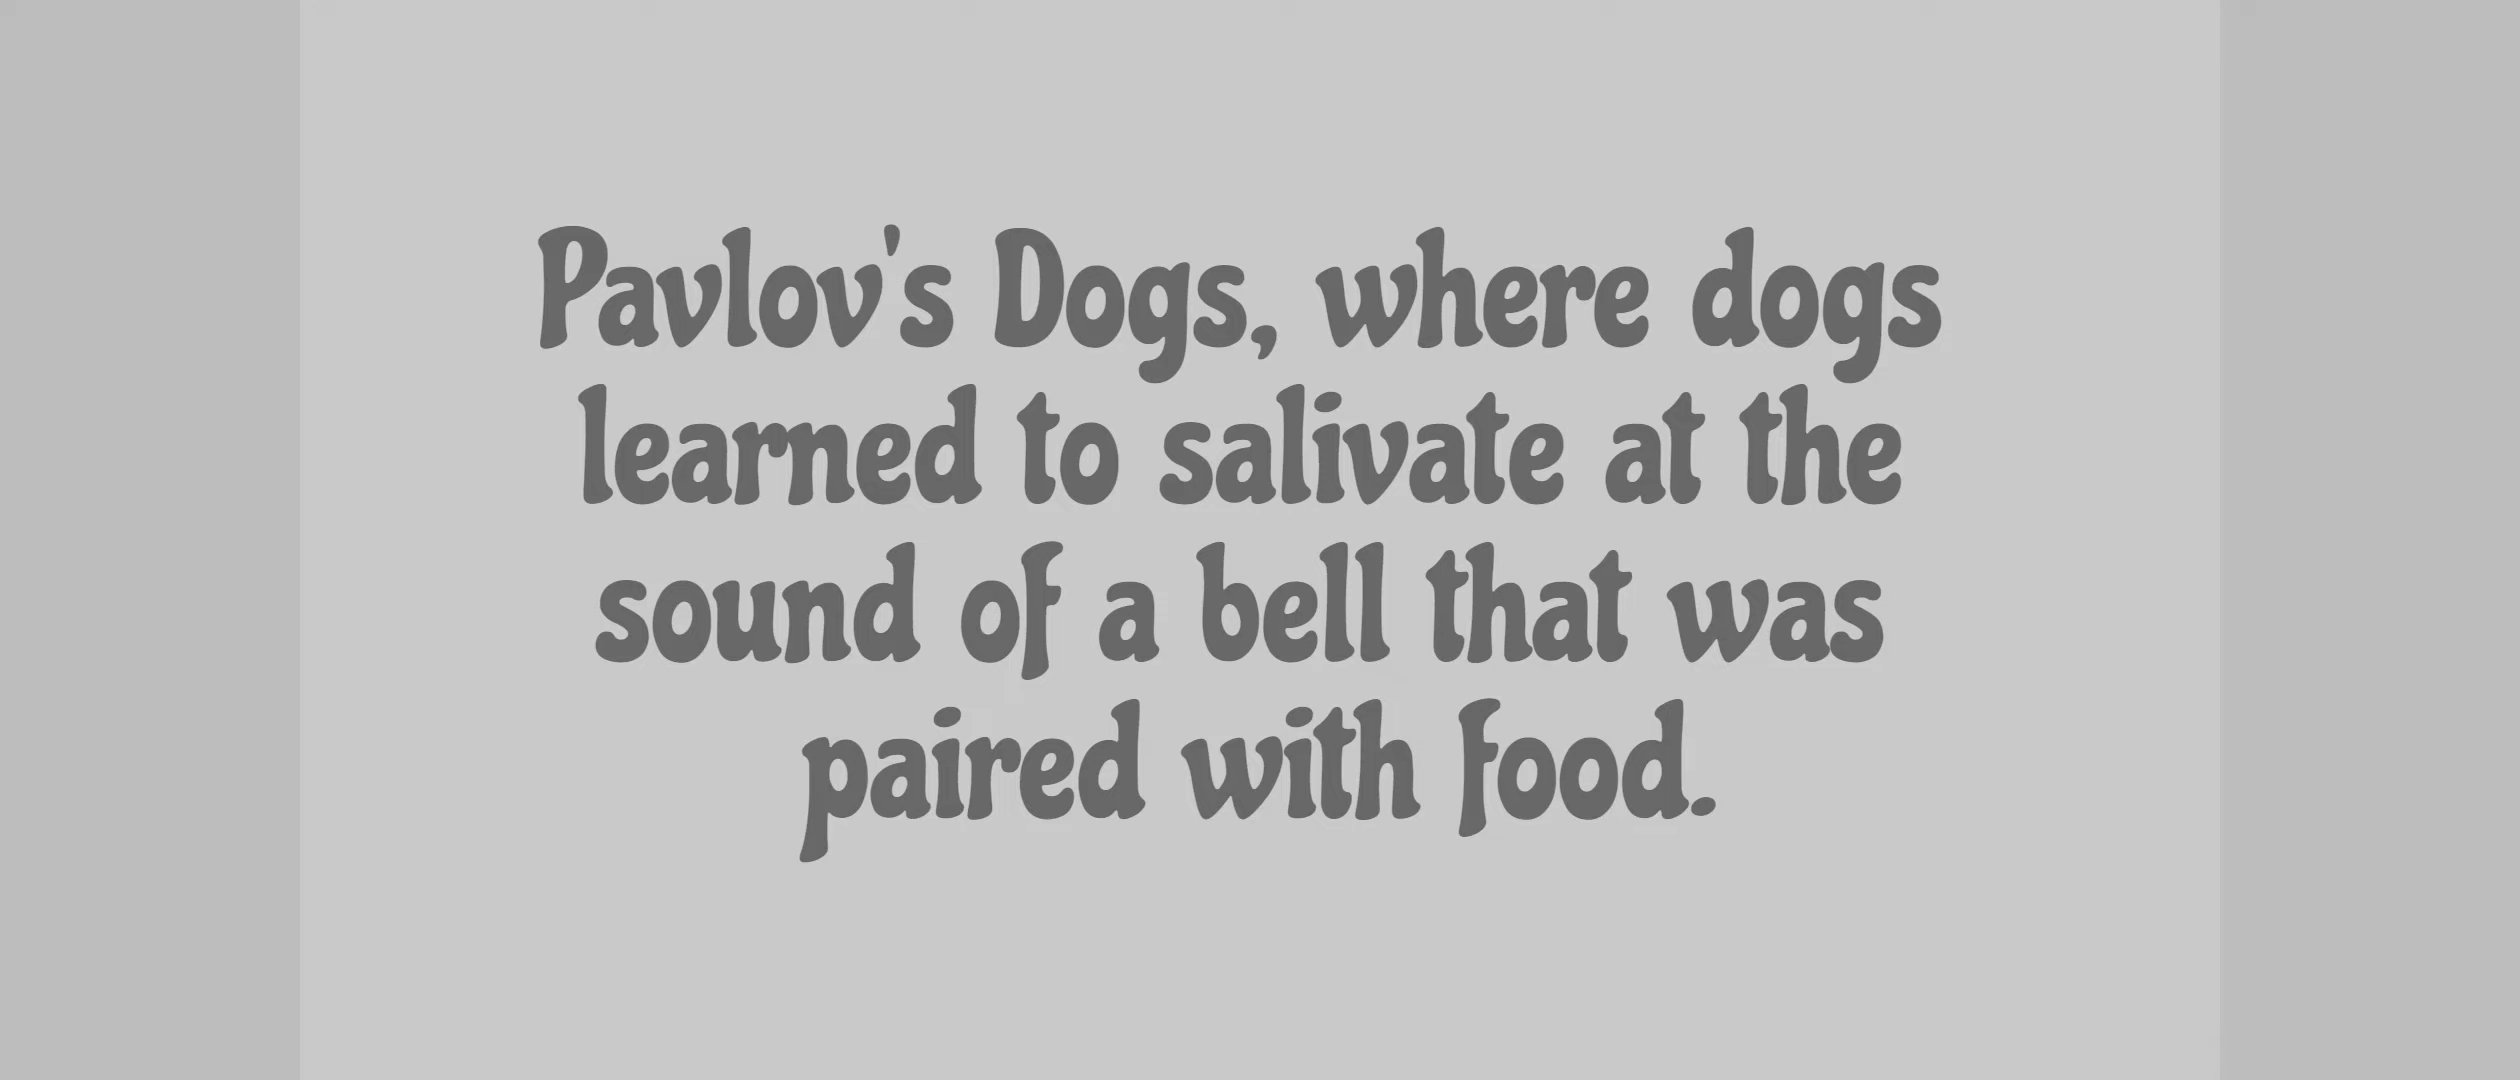 Pavlov's Dogs, where dogs
learned to salivate at the
sound of a bell that was
paired with food.